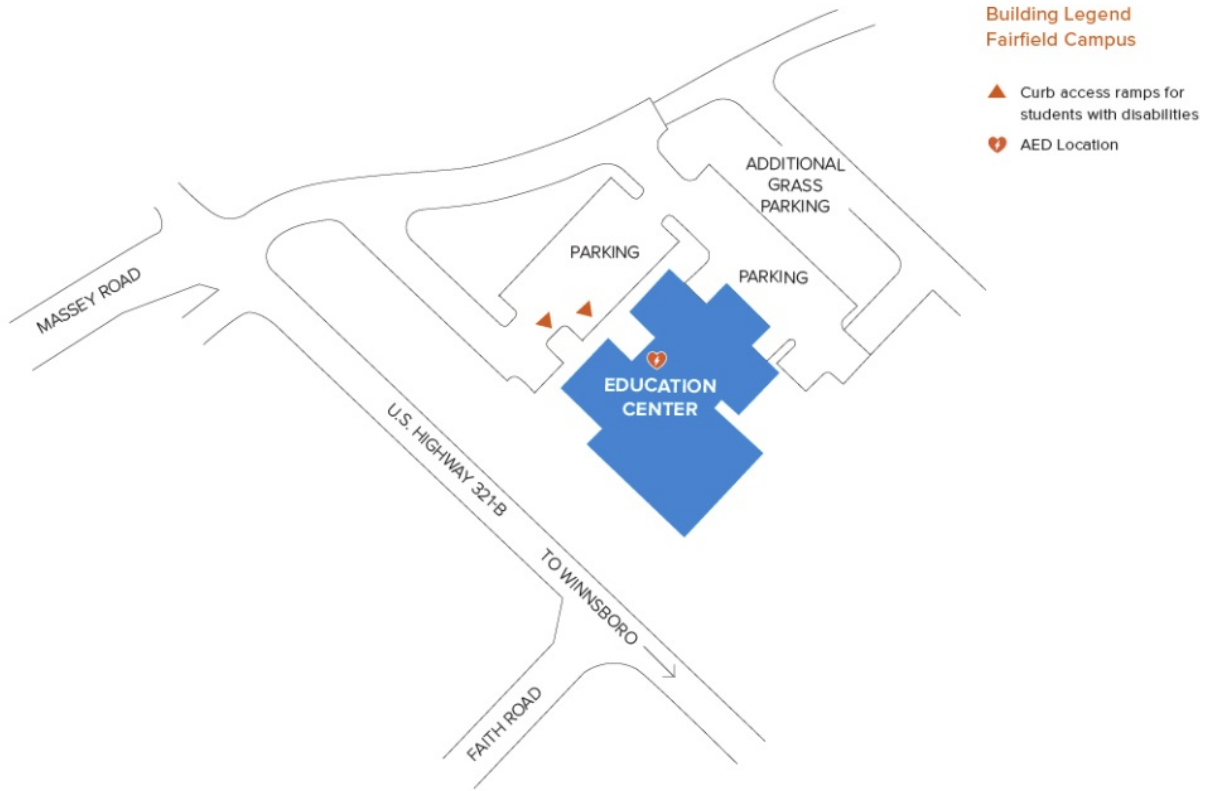 Building Legend
Fairfield Campus
Curb access ramps for
students with disabilities
AED Location
ADDITIONAL
GRASS
PARKING
PARKING
PARKING
MASSEY ROAD
EDUCATION
CENTER
U.S. HIGHWAY 321-B
TO WINNSBORO
FAITH ROAD